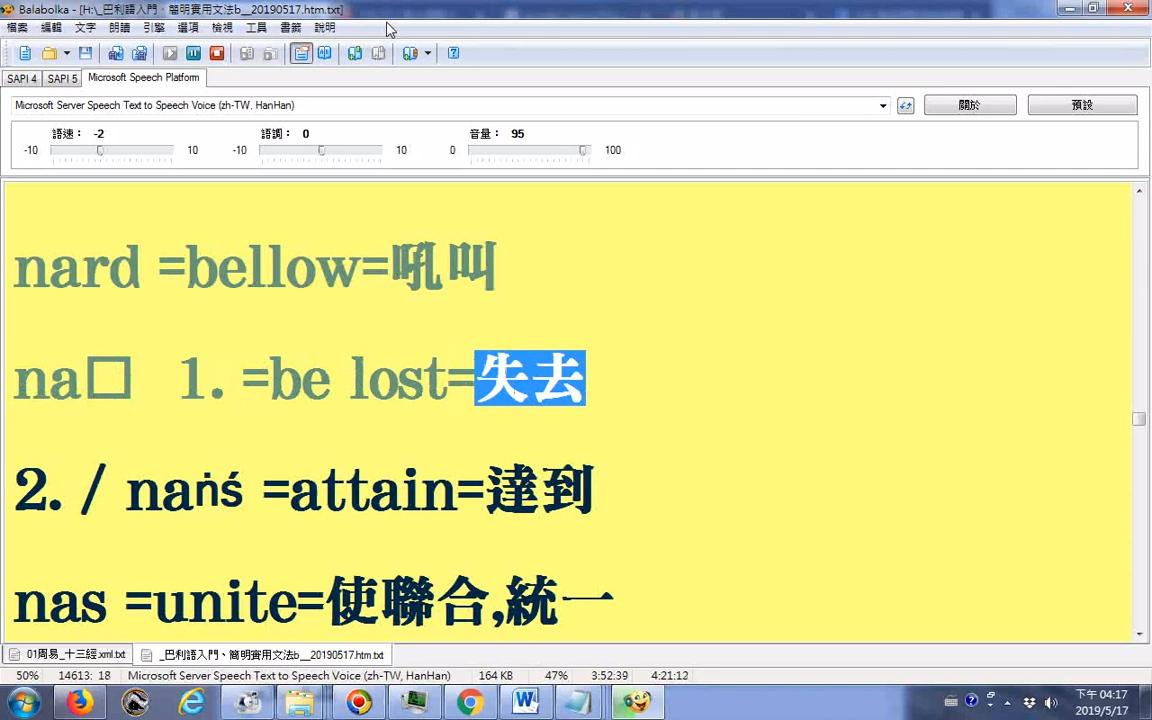 Balabolka - [H:\_巴利語入門、簡明實用文法b__20190517.htm.txt]
檔案 編輯 文字 朗讀 引擎 選項 檢視 工具 書籤 說明
SAPI 4 SAPI 5 Microsoft Speech Platform
Microsoft Server Speech Text to Speech Voice (zh-TW, HanHan) 關於 預設
語速： -2 語調： 0 音量： 95
-10 10 -10 10 0 100
nard =bellow=吼叫
na□ 1. =be lost=失去
2. / naṅś =attain=達到
nas =unite=使聯合,統一
01周易_十三經.xml.txt _巴利語入門、簡明實用文法b__20190517.htm.txt
50% 14613: 18 Microsoft Server Speech Text to Speech Voice (zh-TW, HanHan) 164 KB 47% 3:52:39 4:21:12
下午 04:17
2019/5/17